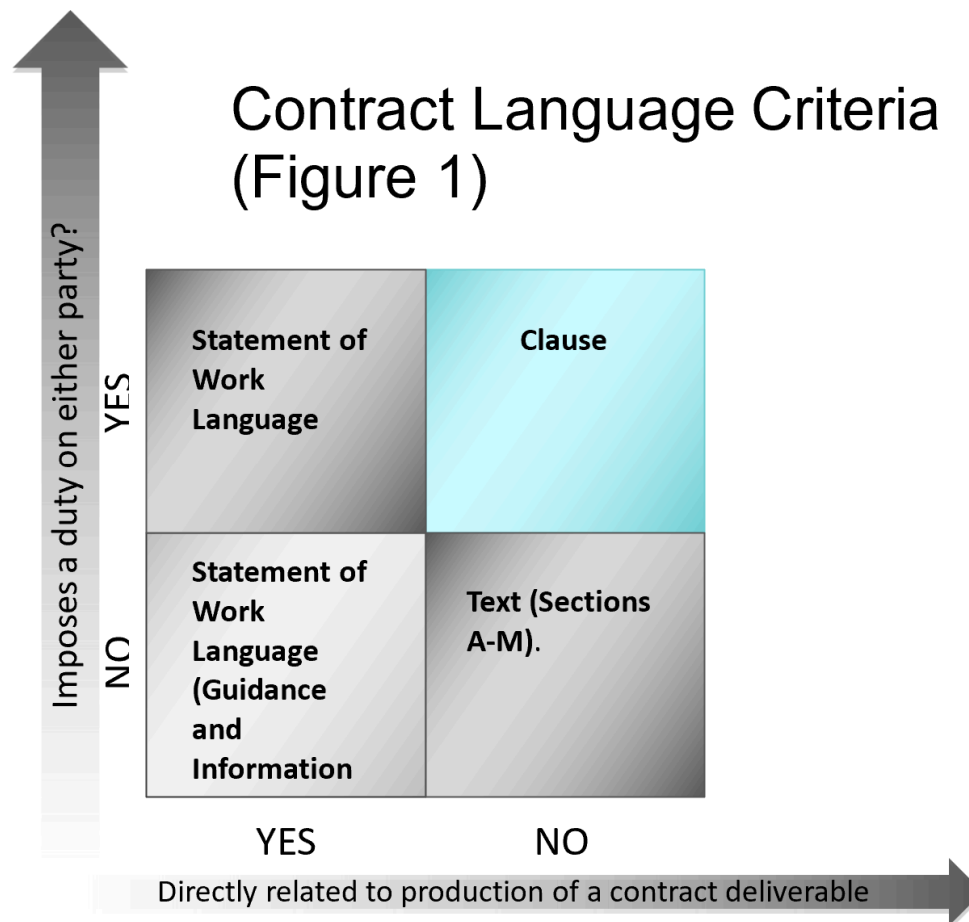 Contract Language Criteria
(Figure 1)
Imposes a duty on either party?
YES
NO
Statement of
Work
Language
Clause
Statement of
Work
Language
(Guidance
and
Information
Text (Sections
A-M).
YES
NO
Directly related to production of a contract deliverable